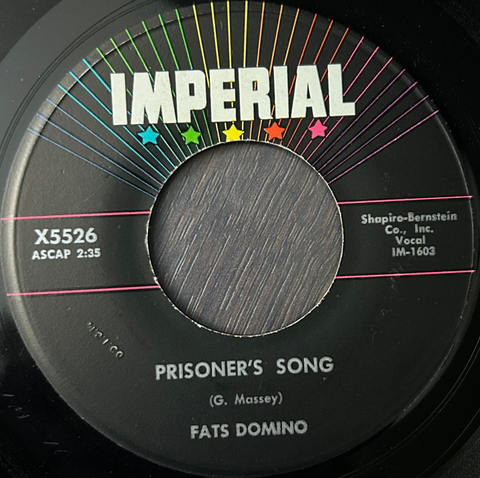 IMPERIAL
X5526
ASCAP 2:35
Shapiro-Bernstein
Co., Inc.
Vocal
IM-1603
PRISONER'S SONG
(G. Massey)
FATS DOMINO